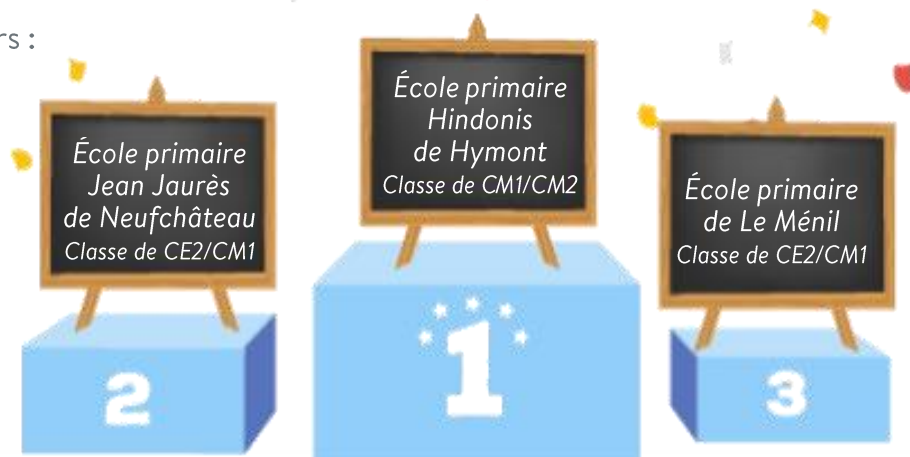 rs :
École primaire
Jean Jaurès
de Neufchâteau
Classe de CE2/CM1
2
École primaire
Hindonis
de Hymont
Classe de CM1/CM2
1
École primaire
de Le Ménil
Classe de CE2/CM1
3